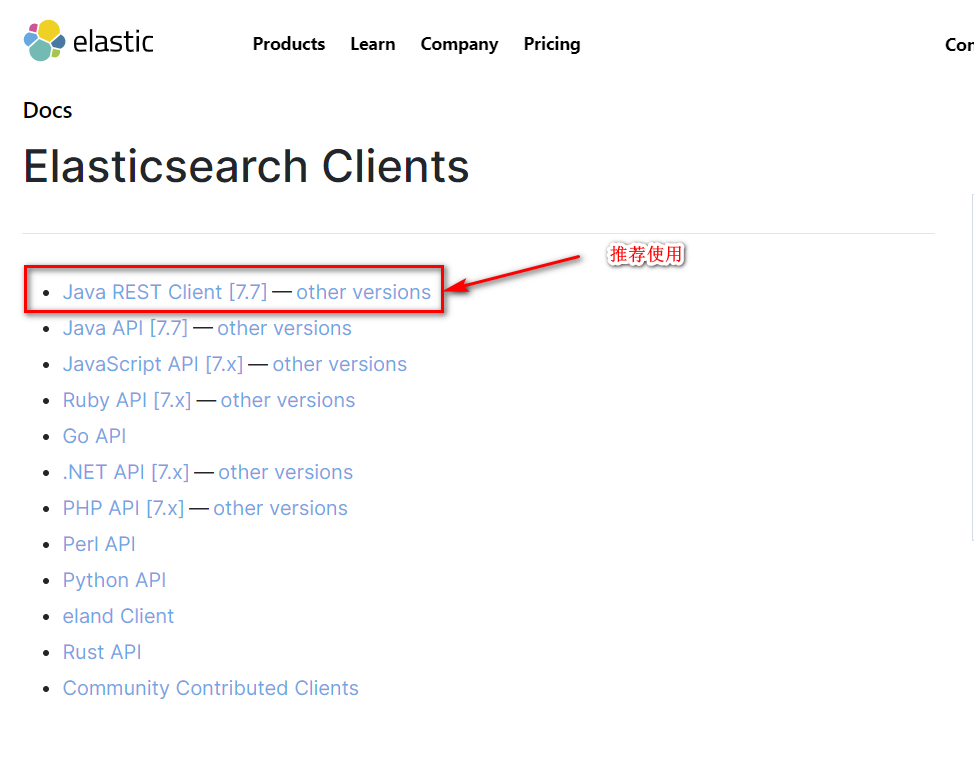 elastic Products Learn Company Pricing
Docs
Elasticsearch Clients
推荐使用
Java REST Client [7.7] — other versions
Java API [7.7] — other versions
JavaScript API [7.x] — other versions
Ruby API [7.x] — other versions
Go API
.NET API [7.x] — other versions
PHP API [7.x] — other versions
Perl API
Python API
eland Client
Rust API
Community Contributed Clients